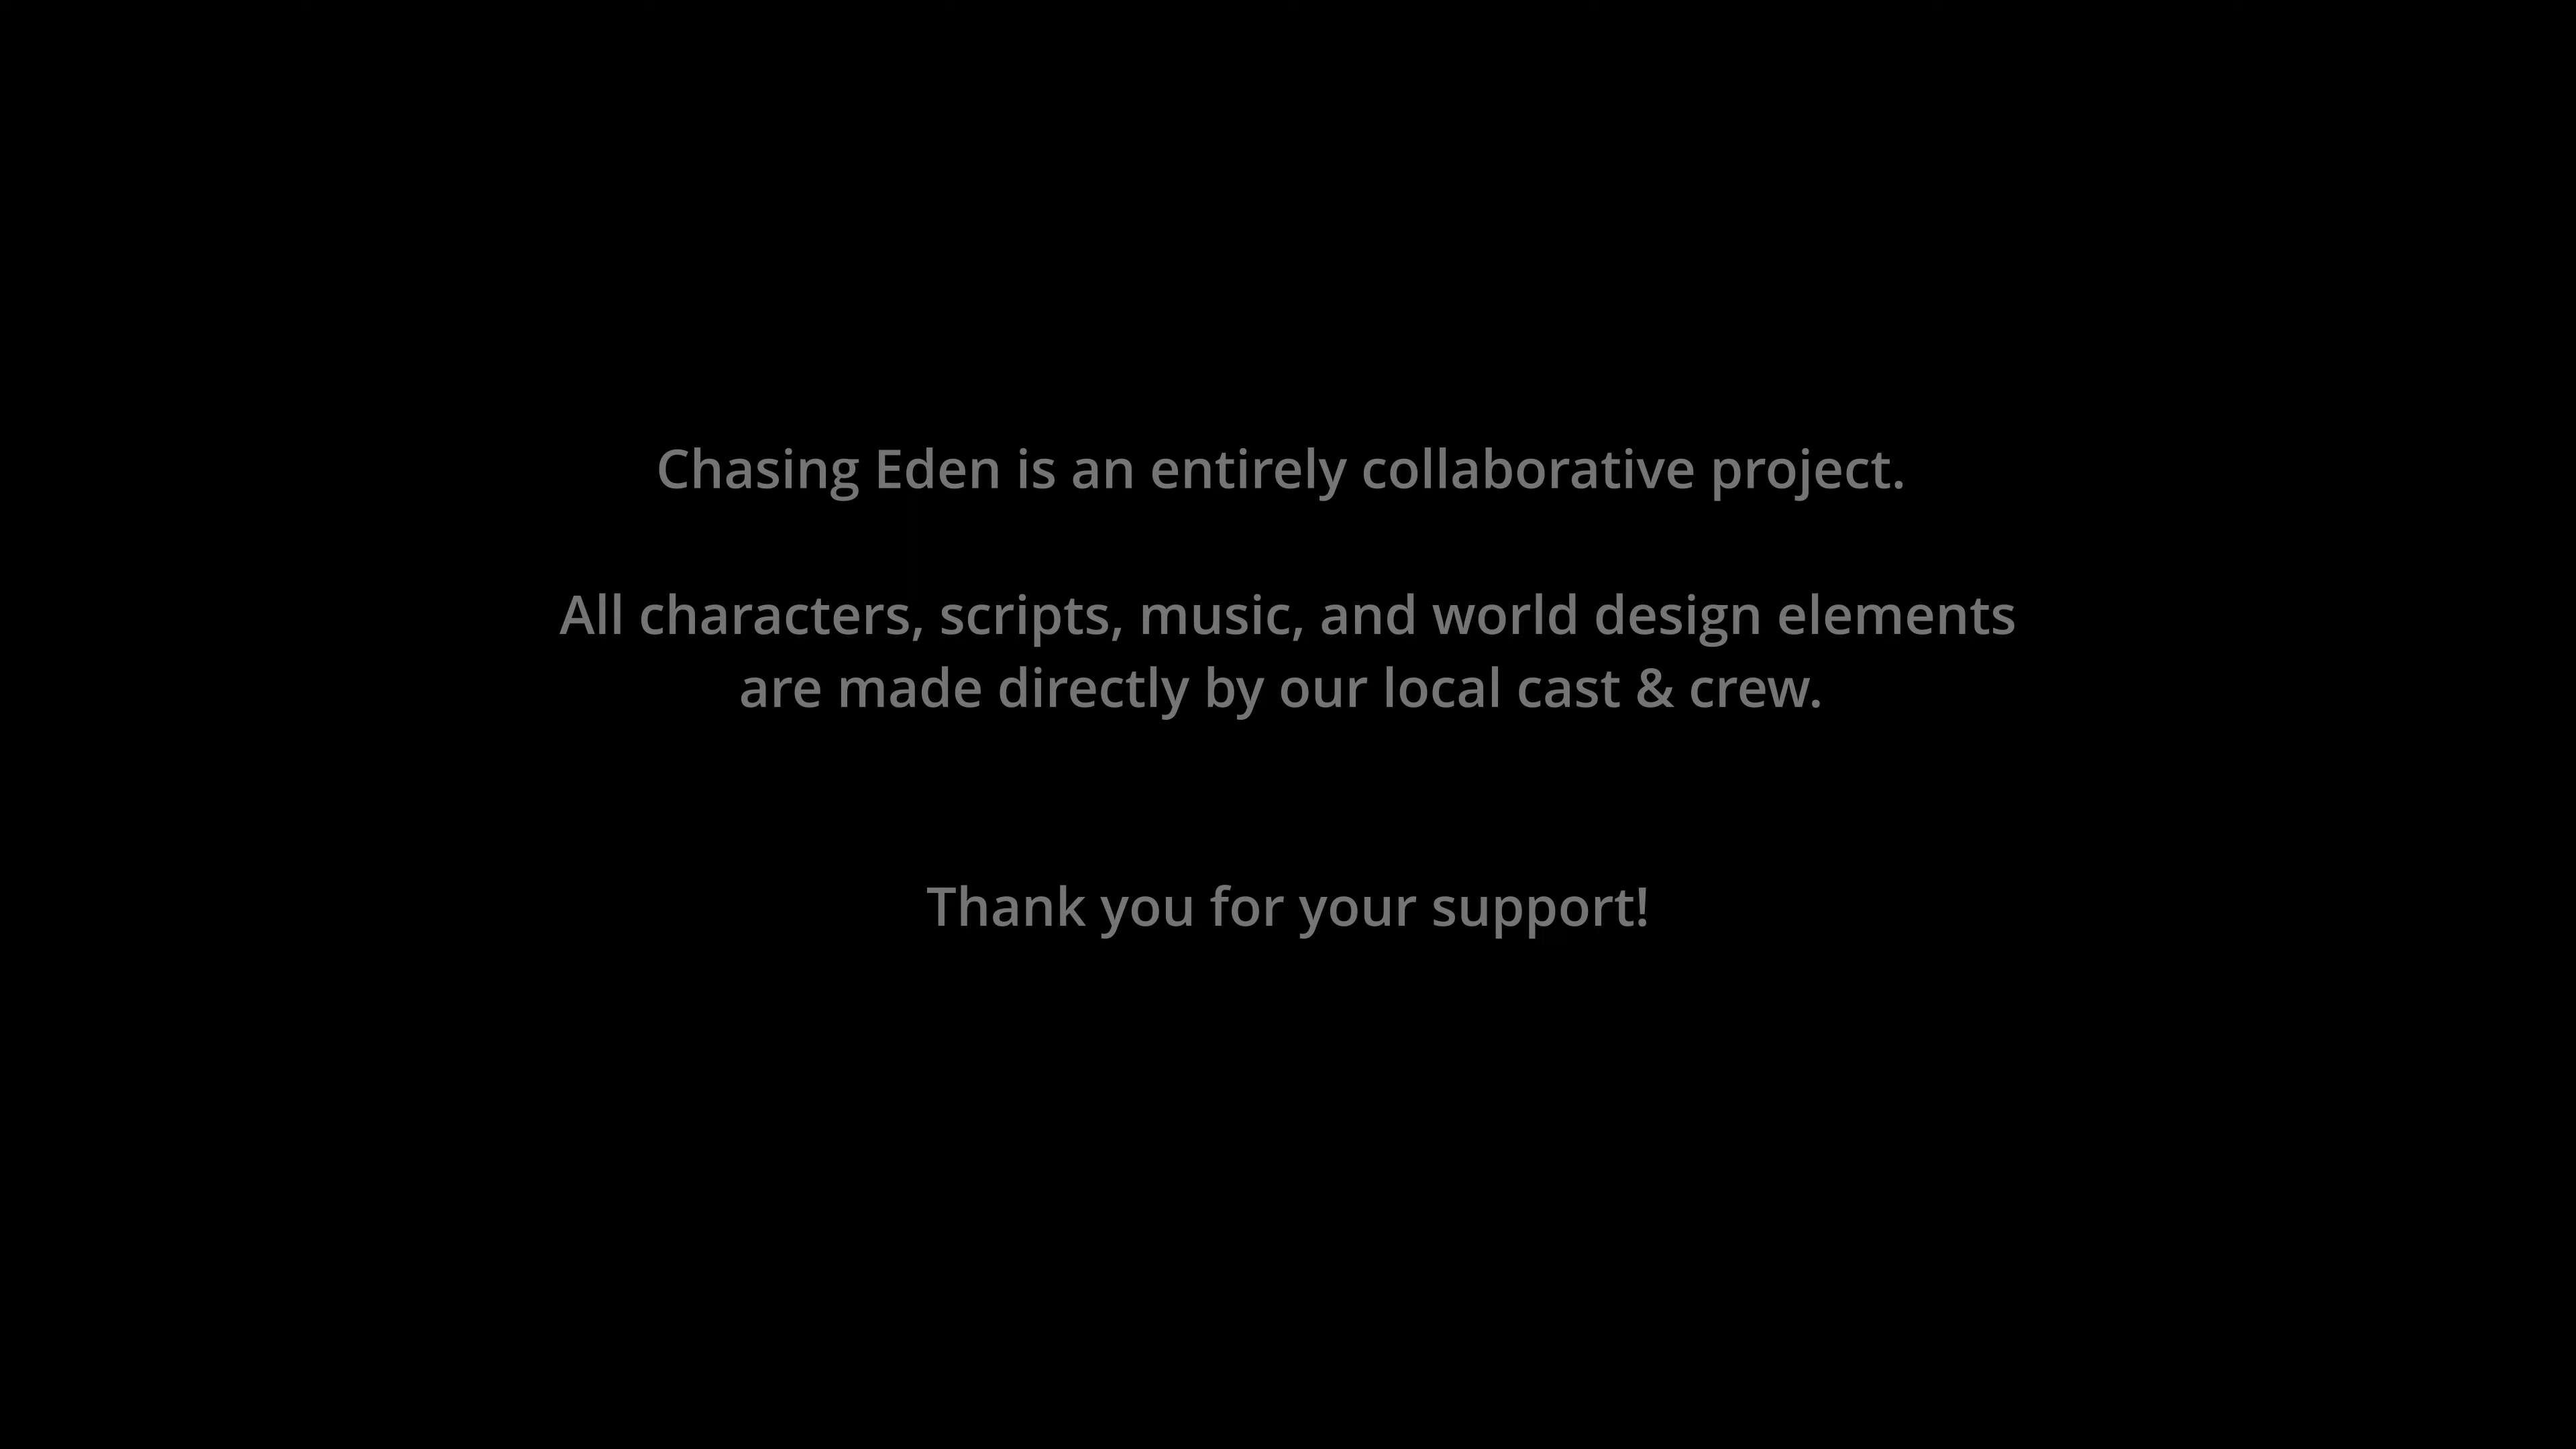 Chasing Eden is an entirely collaborative project.
All characters, scripts, music, and world design elements
are made directly by our local cast & crew.
Thank you for your support!